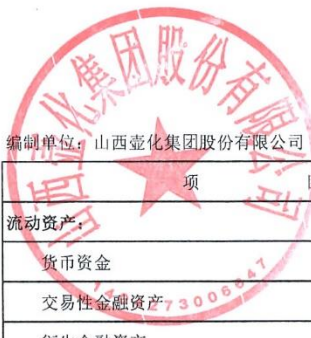 山西壶化集团股份有限公司
编制单位：山西壶化集团股份有限公司
项
流动资产：
货币资金
交易性金融资产